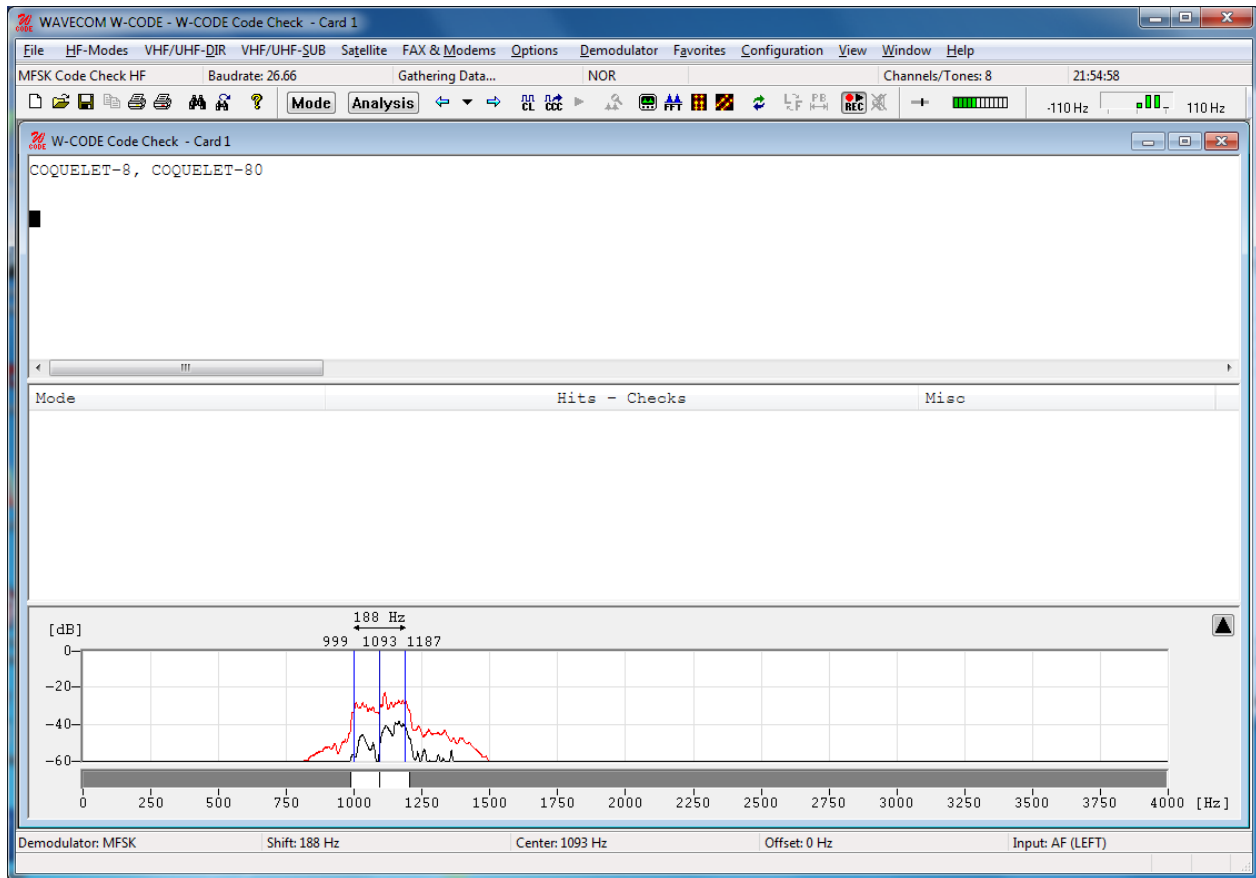 WAVECOM W-CODE - W-CODE Code Check - Card 1
File HF-Modes VHF/UHF-DIR VHF/UHF-SUB Satellite FAX & Modems Options Demodulator Favorites Configuration View Window Help
MFSK Code Check HF Baudrate: 26.66 Gathering Data... NOR Channels/Tones: 8 21:54:58
Mode Analysis CL CCC FFT L F PB REC -110 Hz 110 Hz
W-CODE Code Check - Card 1
COQUELET-8, COQUELET-80
Mode Hits - Checks Misc
188 Hz
[dB]
999 1093 1187
0
-20
-40
-60
0 250 500 750 1000 1250 1500 1750 2000 2250 2500 2750 3000 3250 3500 3750 4000 [Hz]
Demodulator: MFSK Shift: 188 Hz Center: 1093 Hz Offset: 0 Hz Input: AF (LEFT)